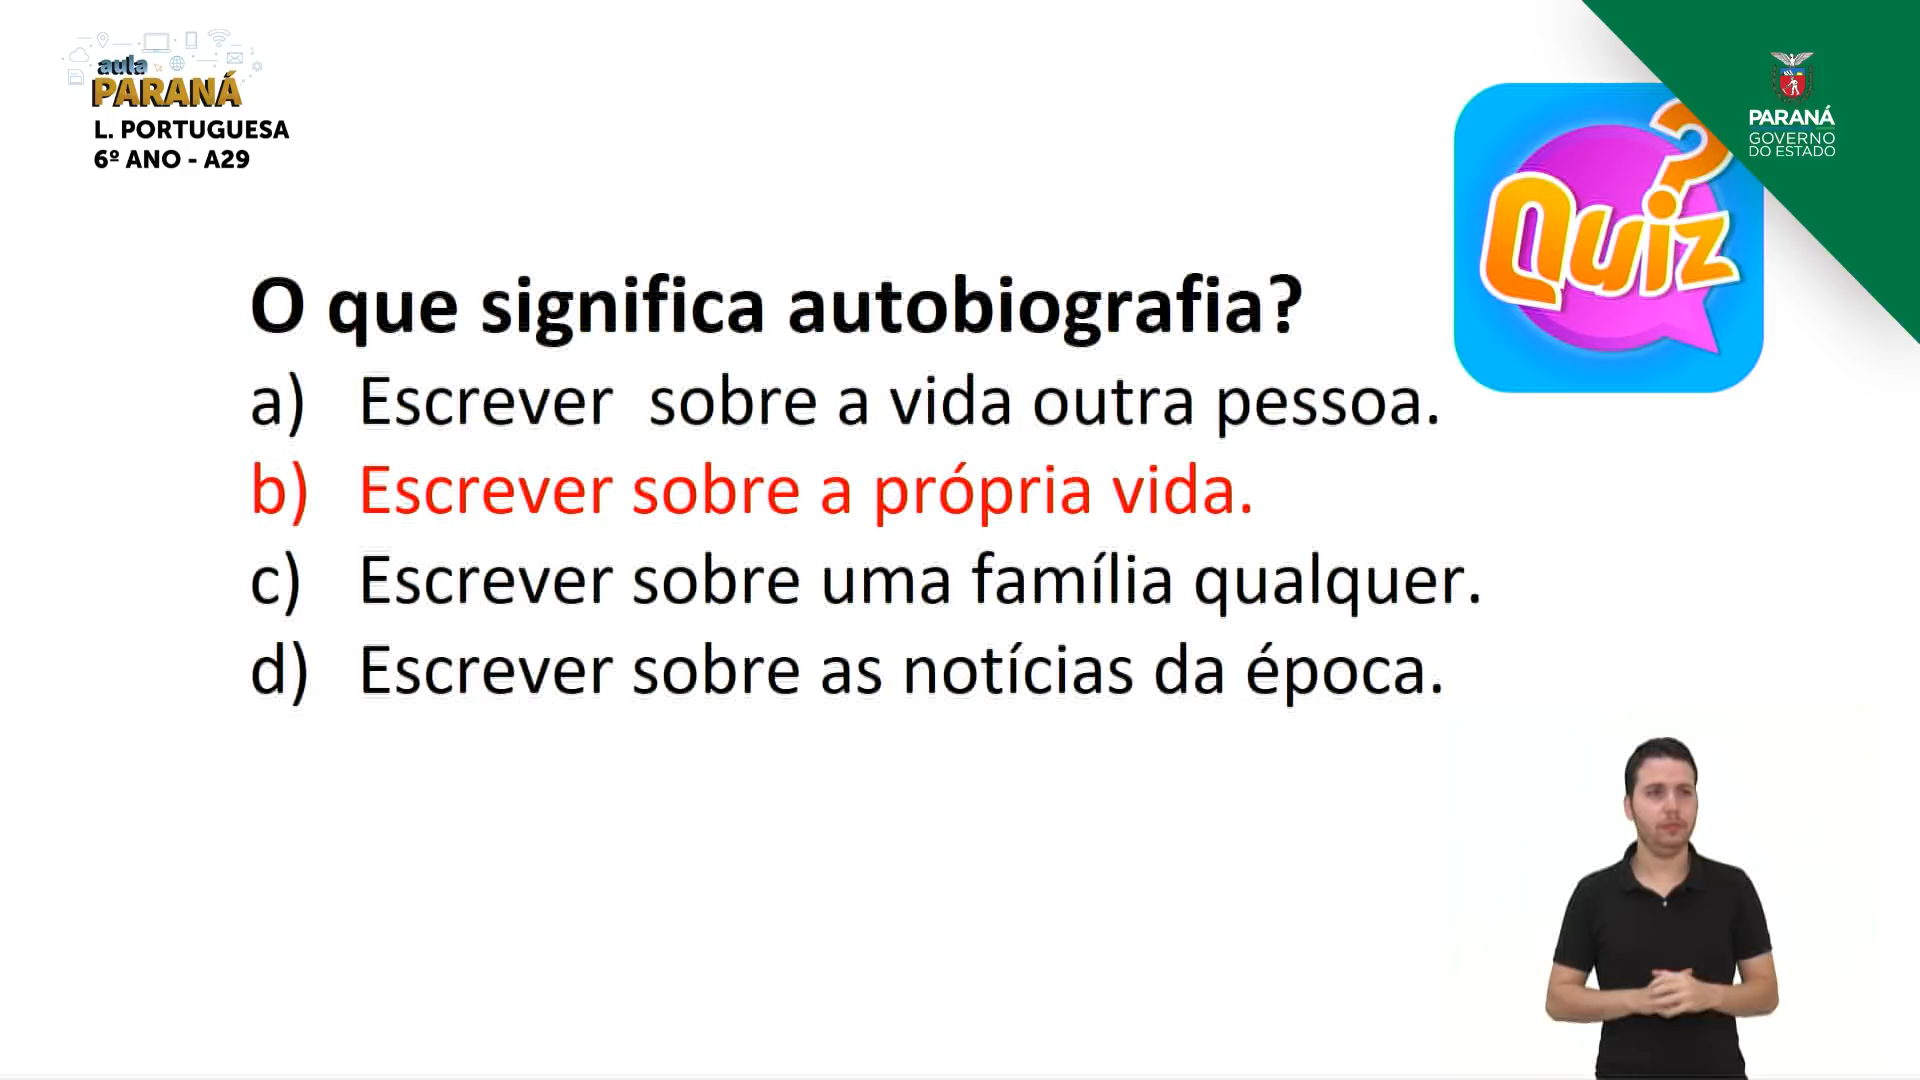 aula
PARANÁ
L. PORTUGUESA
6º ANO - A29
Quiz?
PARANÁ
GOVERNO
DO ESTADO
O que significa autobiografia?
a) Escrever sobre a vida outra pessoa.
b) Escrever sobre a própria vida.
c) Escrever sobre uma família qualquer.
d) Escrever sobre as notícias da época.